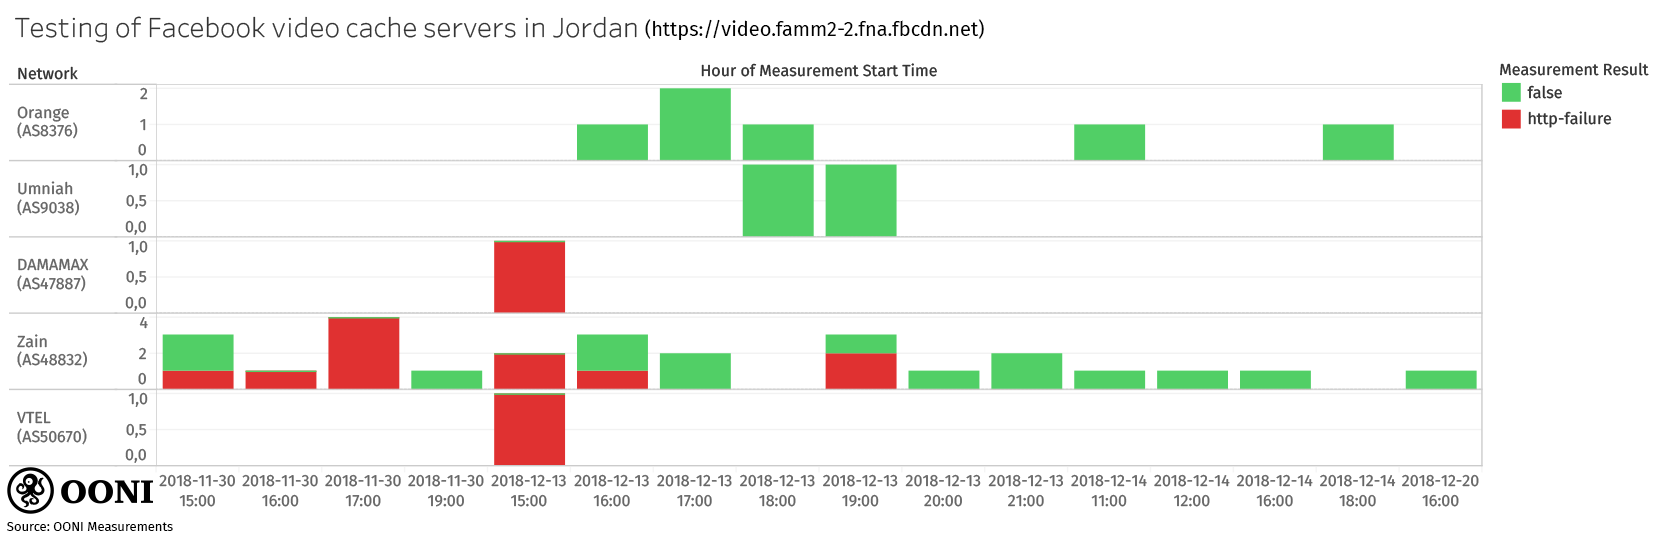 Testing of Facebook video cache servers in Jordan (https://video.famm2-2.fna.fbcdn.net)
Network
Hour of Measurement Start Time
Measurement Result
false
http-failure
Orange
(AS8376)
2
1
0
Umniah
(AS9038)
1,0
0,5
0,0
DAMAMAX
(AS47887)
1,0
0,5
0,0
Zain
(AS48832)
4
2
0
VTEL
(AS50670)
1,0
0,5
0,0
2018-11-30 2018-11-30 2018-11-30 2018-11-30 2018-12-13 2018-12-13 2018-12-13 2018-12-13 2018-12-13 2018-12-13 2018-12-13 2018-12-14 2018-12-14 2018-12-14 2018-12-14 2018-12-20
15:00 16:00 17:00 19:00 15:00 16:00 17:00 18:00 19:00 20:00 21:00 11:00 12:00 16:00 18:00 16:00
OONI
Source: OONI Measurements